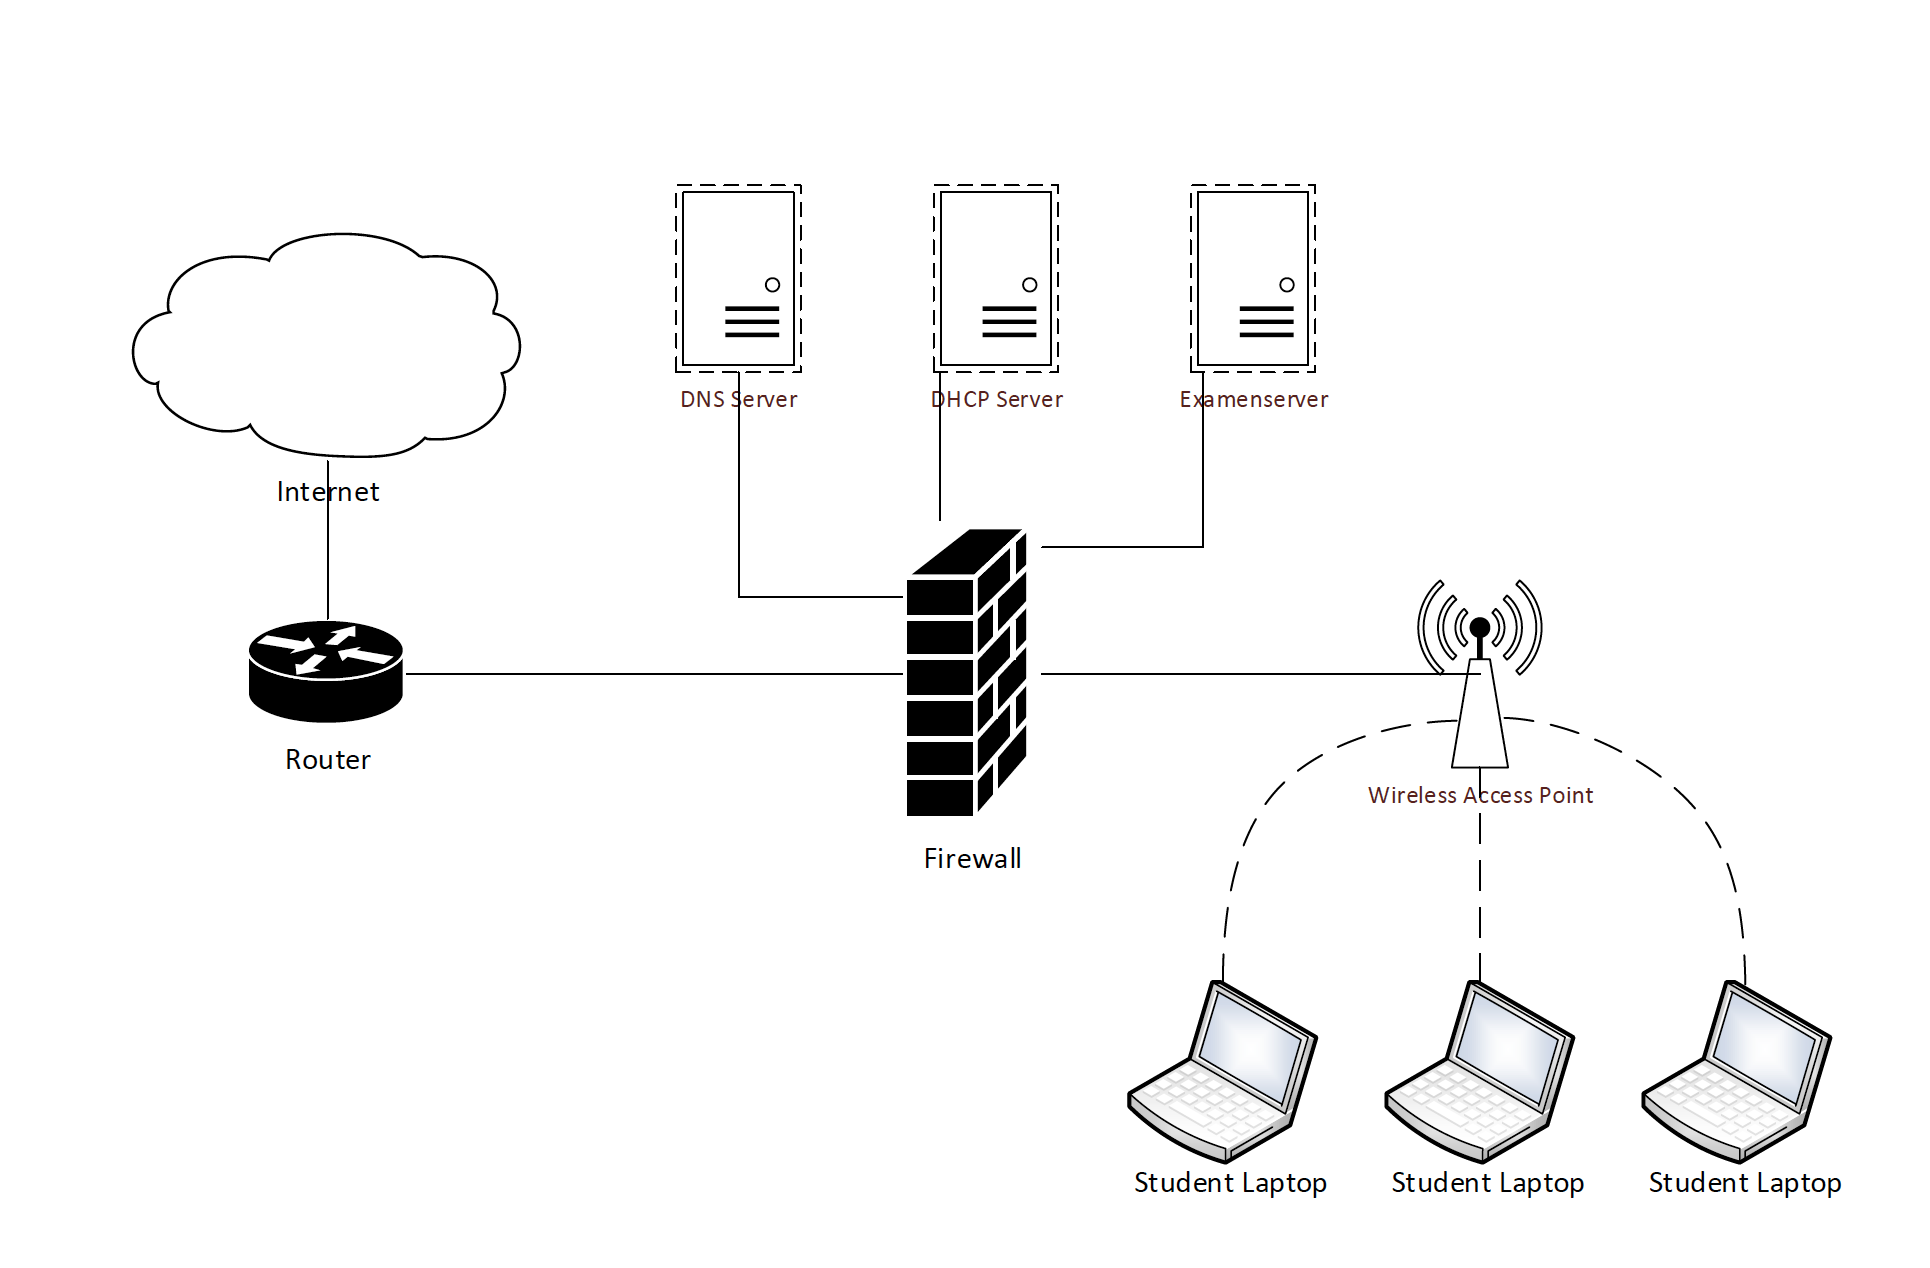 DNS Server
DHCP Server
Examenserver
Internet
Router
Wireless Access Point
Firewall
Student Laptop
Student Laptop
Student Laptop